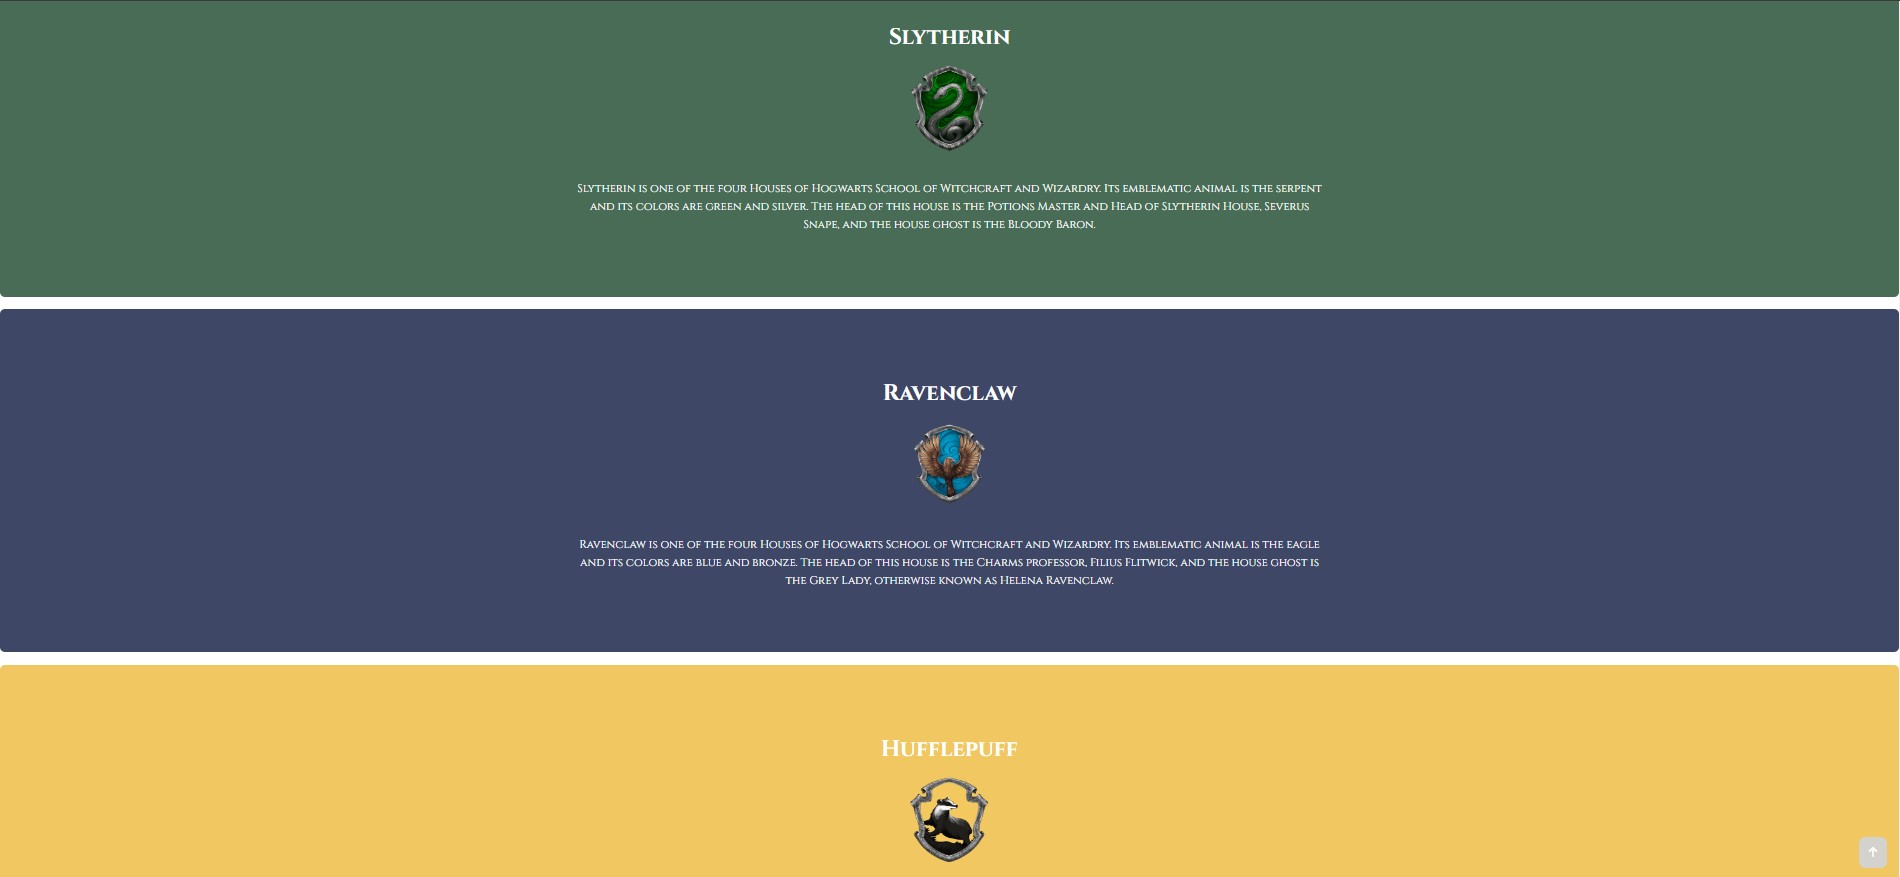 Slytherin
Slytherin is one of the four Houses of Hogwarts School of Witchcraft and Wizardry. Its emblematic animal is the serpent
and its colors are green and silver. The head of this house is the Potions Master and Head of Slytherin House, Severus
Snape, and the house ghost is the Bloody Baron.
Ravenclaw
Ravenclaw is one of the four Houses of Hogwarts School of Witchcraft and Wizardry. Its emblematic animal is the eagle
and its colors are blue and bronze. The head of this house is the Charms professor, Filius Flitwick, and the house ghost is
the Grey Lady, otherwise known as Helena Ravenclaw.
Hufflepuff